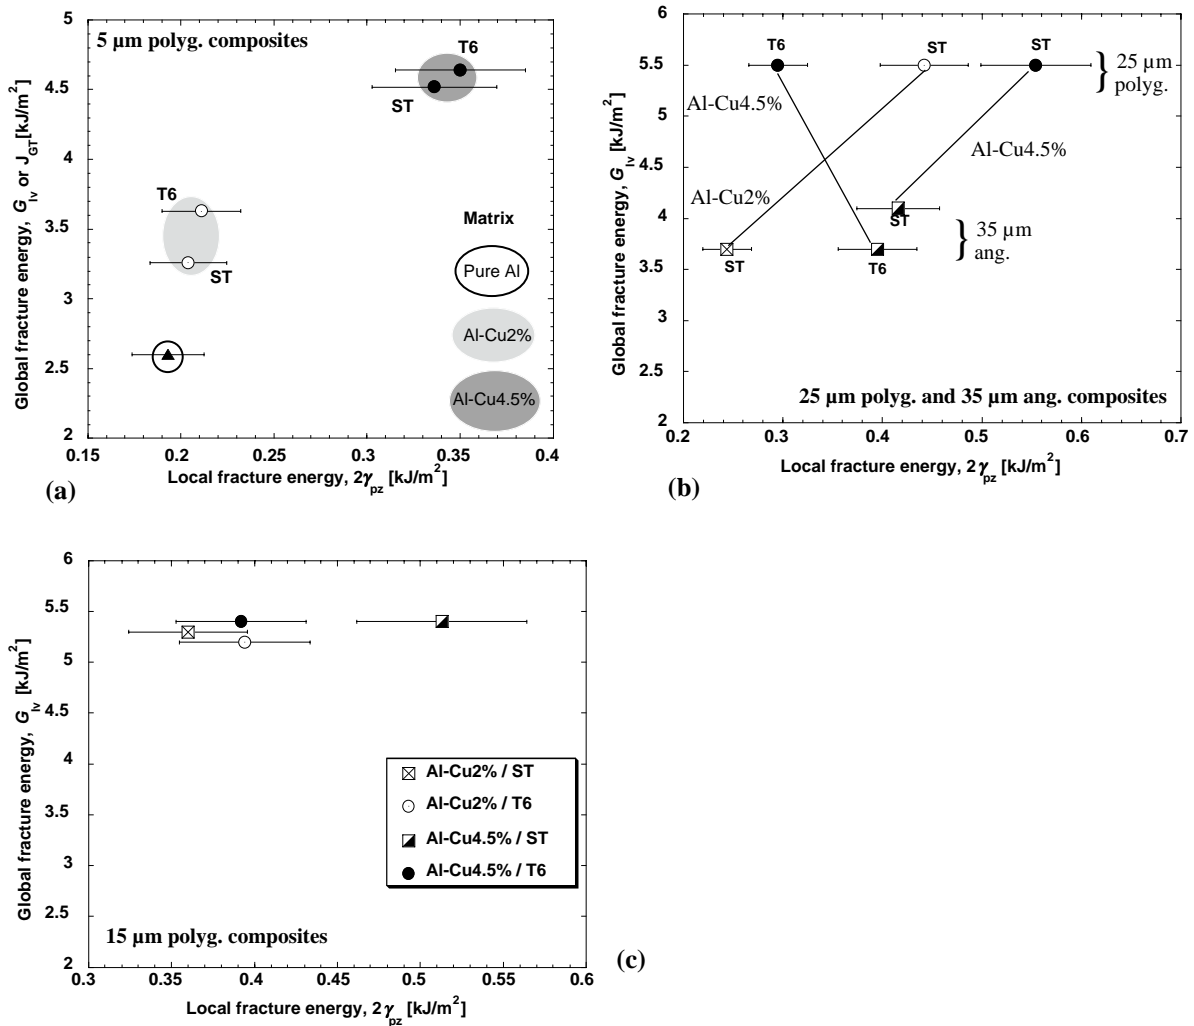 5 µm polyg. composites
T6
ST
T6
ST
Matrix
Pure Al
Al-Cu2%
Al-Cu4.5%
5
4.5
4
3.5
3
2.5
2
0.15
0.2
0.25
0.3
0.35
0.4
Global fracture energy, G_Iv or J_GT [kJ/m²]
Local fracture energy, 2γ_pz [kJ/m²]
(a)
6
5.5
5
4.5
4
3.5
3
2.5
2
T6
ST
ST
} 25 µm
polyg.
Al-Cu4.5%
Al-Cu4.5%
Al-Cu2%
ST
ST
T6
} 35 µm
ang.
25 µm polyg. and 35 µm ang. composites
0.2
0.3
0.4
0.5
0.6
0.7
Global fracture energy, G_Iv [kJ/m²]
Local fracture energy, 2γ_pz [kJ/m²]
(b)
6
5.5
5
4.5
4
3.5
3
2.5
2
Al-Cu2% / ST
Al-Cu2% / T6
Al-Cu4.5% / ST
Al-Cu4.5% / T6
15 µm polyg. composites
0.3
0.4
0.45
0.5
0.55
0.6
0.35
Global fracture energy, G_Iv [kJ/m²]
Local fracture energy, 2γ_pz [kJ/m²]
(c)